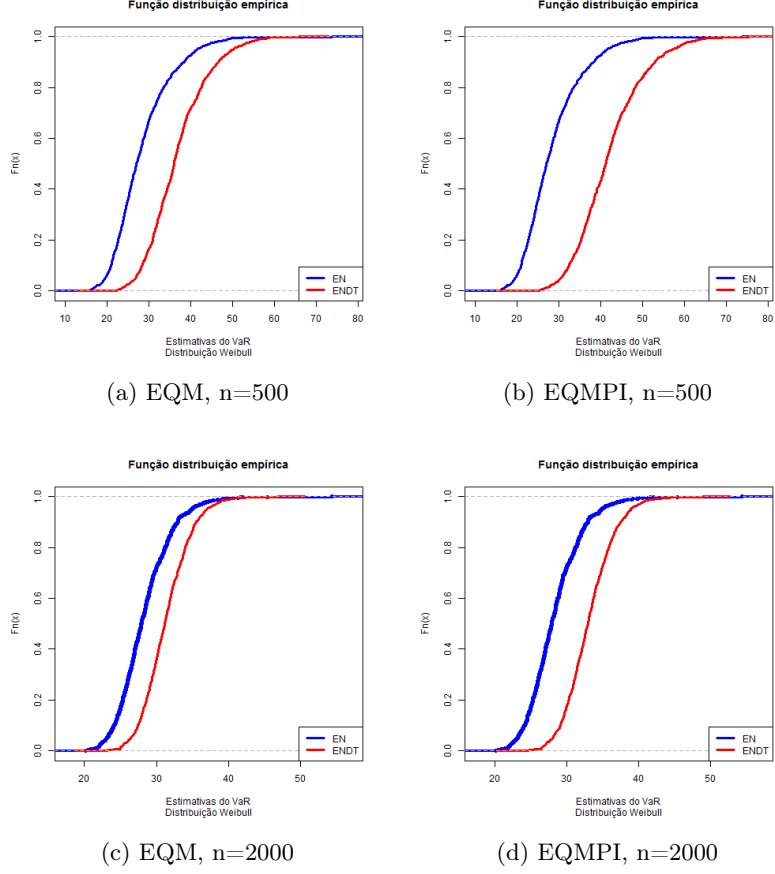 Função distribuição empírica
Fn(x)
1.0
0.8
0.6
0.4
0.2
0.0
EN
ENDT
10 20 30 40 50 60 70 80
Estimativas do VaR
Distribuição Weibull
(a) EQM, n=500
Função distribuição empírica
Fn(x)
1.0
0.8
0.6
0.4
0.2
0.0
EN
ENDT
10 20 30 40 50 60 70 80
Estimativas do VaR
Distribuição Weibull
(b) EQMPI, n=500
Função distribuição empírica
Fn(x)
1.0
0.8
0.6
0.4
0.2
0.0
EN
ENDT
20 30 40 50
Estimativas do VaR
Distribuição Weibull
(c) EQM, n=2000
Função distribuição empírica
Fn(x)
1.0
0.8
0.6
0.4
0.2
0.0
EN
ENDT
20 30 40 50
Estimativas do VaR
Distribuição Weibull
(d) EQMPI, n=2000